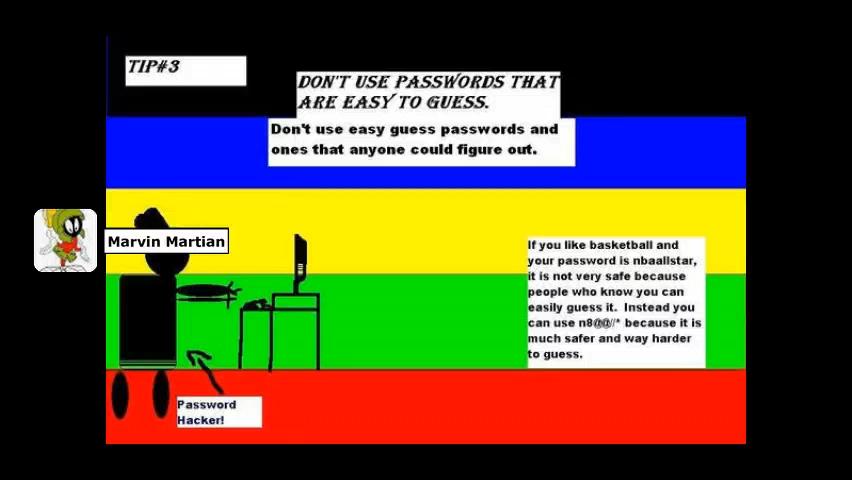 TIP#3
DON'T USE PASSWORDS THAT
ARE EASY TO GUESS.
Don't use easy guess passwords and
ones that anyone could figure out.
Marvin Martian
If you like basketball and
your password is nbaallstar,
it is not very safe because
people who know you can
easily guess it.  Instead you
can use n8@@//* because it is
much safer and way harder
to guess.
Password
Hacker!